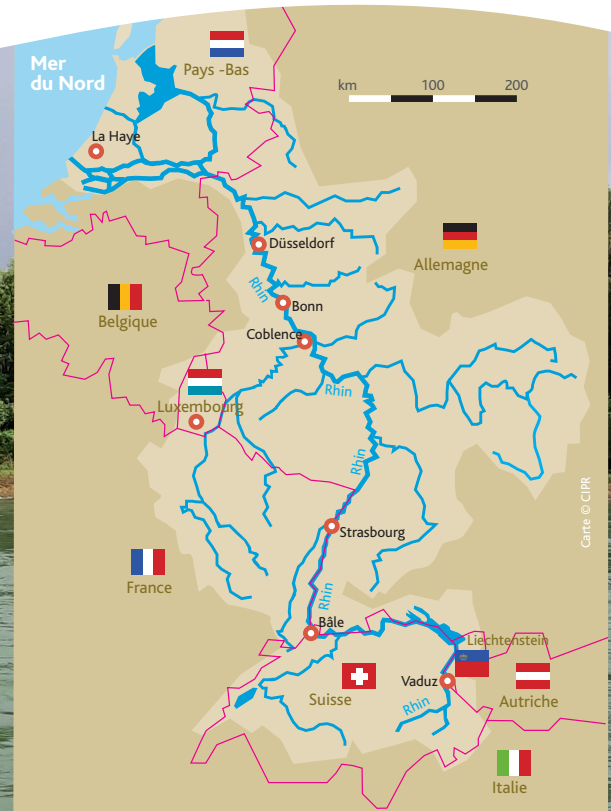 Mer
du Nord
Pays -Bas
km 100 200
La Haye
Düsseldorf
Allemagne
Rhin
Bonn
Belgique
Coblence
Rhin
Luxembourg
Rhin
Carte © CIPR
Strasbourg
France
Rhin
Bâle
Liechtenstein
Vaduz
Suisse
Autriche
Rhin
Italie